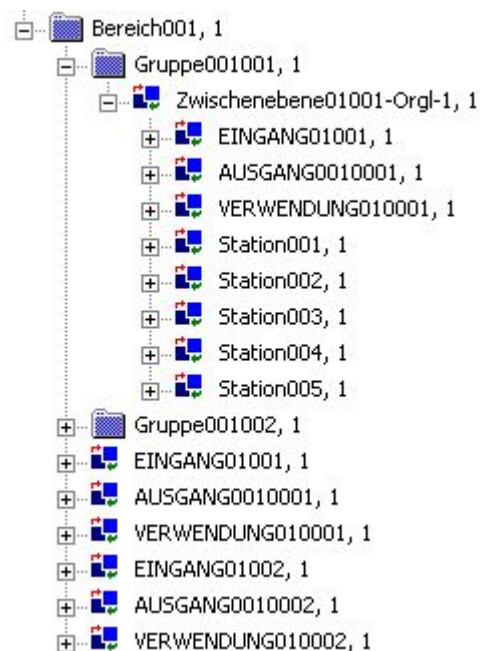 Bereich001, 1
Gruppe001001, 1
Zwischenebene01001-Orgl-1, 1
EINGANG01001, 1
AUSGANG0010001, 1
VERWENDUNG010001, 1
Station001, 1
Station002, 1
Station003, 1
Station004, 1
Station005, 1
Gruppe001002, 1
EINGANG01001, 1
AUSGANG0010001, 1
VERWENDUNG010001, 1
EINGANG01002, 1
AUSGANG0010002, 1
VERWENDUNG010002, 1